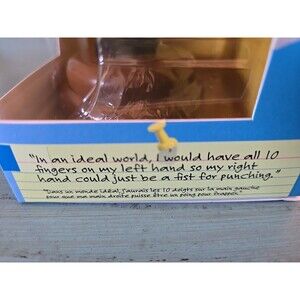 "In an ideal world, I would have all 10
fingers on my left hand so my right
hand could just be a fist for punching."
"Dans un monde idéal, j'aurais les 10 doigts sur la main gauche
pour que ma main droite puisse être un poing pour frapper."